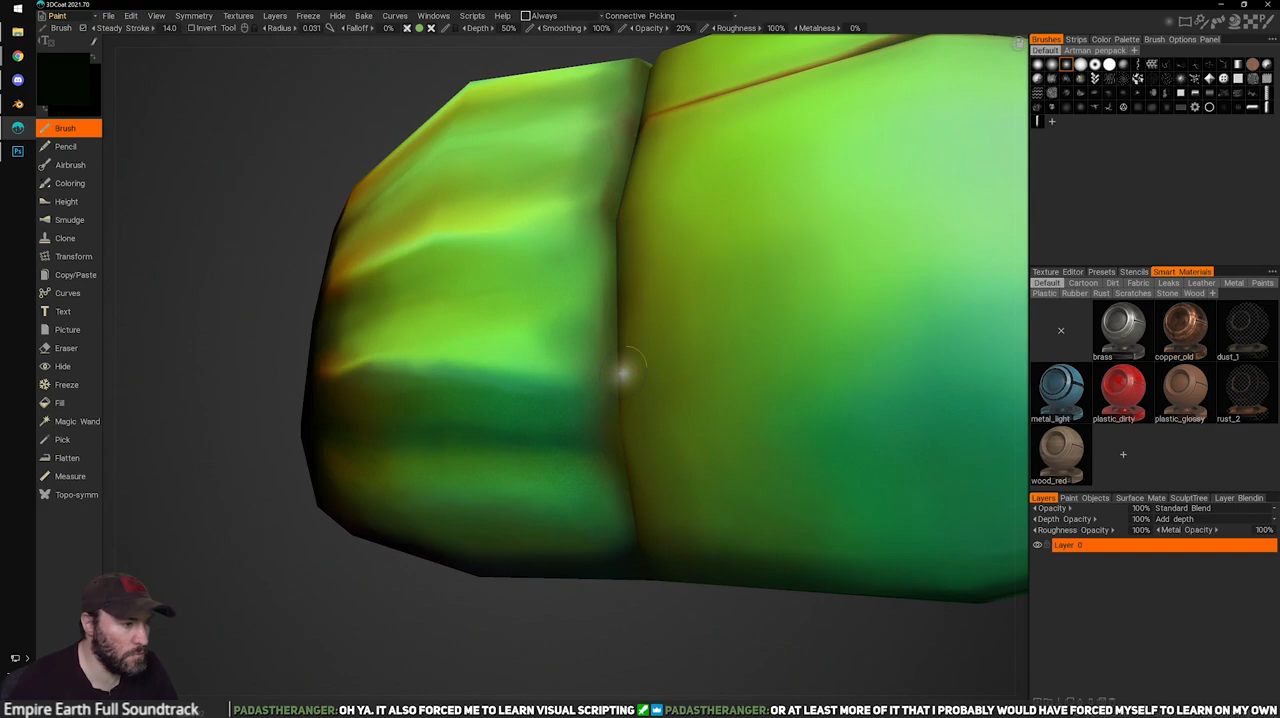 3DCoat 2021.70
Paint File Edit View Symmetry Textures Layers Freeze Hide Bake Curves Windows Scripts Help Always Connective Picking
Brush Steady Stroke 14.0 Invert Tool Radius 0.031 Falloff 0% Depth 50% Smoothing 100% Opacity 20% Roughness 100% Metalness 0%
Brushes Strips Color Palette Brush Options Panel
Default Artman penpack
Brush
Pencil
Airbrush
Coloring
Height
Smudge
Clone
Transform
Copy/Paste
Curves
Text
Picture
Eraser
Hide
Freeze
Fill
Magic Wand
Pick
Flatten
Measure
Topo-symm
Texture Editor Presets Stencils Smart Materials
Default Cartoon Dirt Fabric Leaks Leather Metal Paints
Plastic Rubber Rust Scratches Stone Wood
brass copper_old dust_1
metal_light plastic_dirty plastic_glossy rust_2
wood_red
Layers Paint Objects Surface Mate SculptTree Layer Blendin
Opacity 100% Standard Blend
Depth Opacity 100% Add depth
Roughness Opacity 100% Metal Opacity 100%
Layer 0
Empire Earth Full Soundtrack
PADASTHERANGER: OH YA. IT ALSO FORCED ME TO LEARN VISUAL SCRIPTING PADASTHERANGER: OR AT LEAST MORE OF IT THAT I PROBABLY WOULD HAVE FORCED MYSELF TO LEARN ON MY OWN